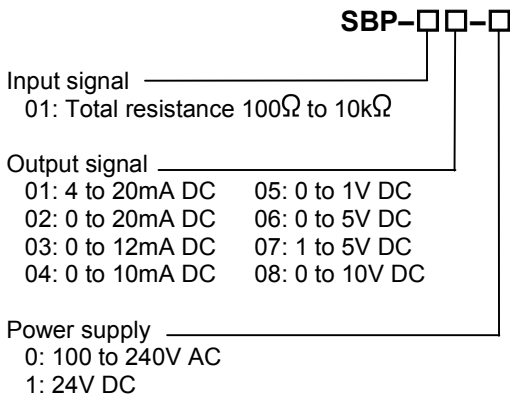 SBP–□□–□
Input signal
01: Total resistance 100Ω to 10kΩ
Output signal
01: 4 to 20mA DC 05: 0 to 1V DC
02: 0 to 20mA DC 06: 0 to 5V DC
03: 0 to 12mA DC 07: 1 to 5V DC
04: 0 to 10mA DC 08: 0 to 10V DC
Power supply
0: 100 to 240V AC
1: 24V DC